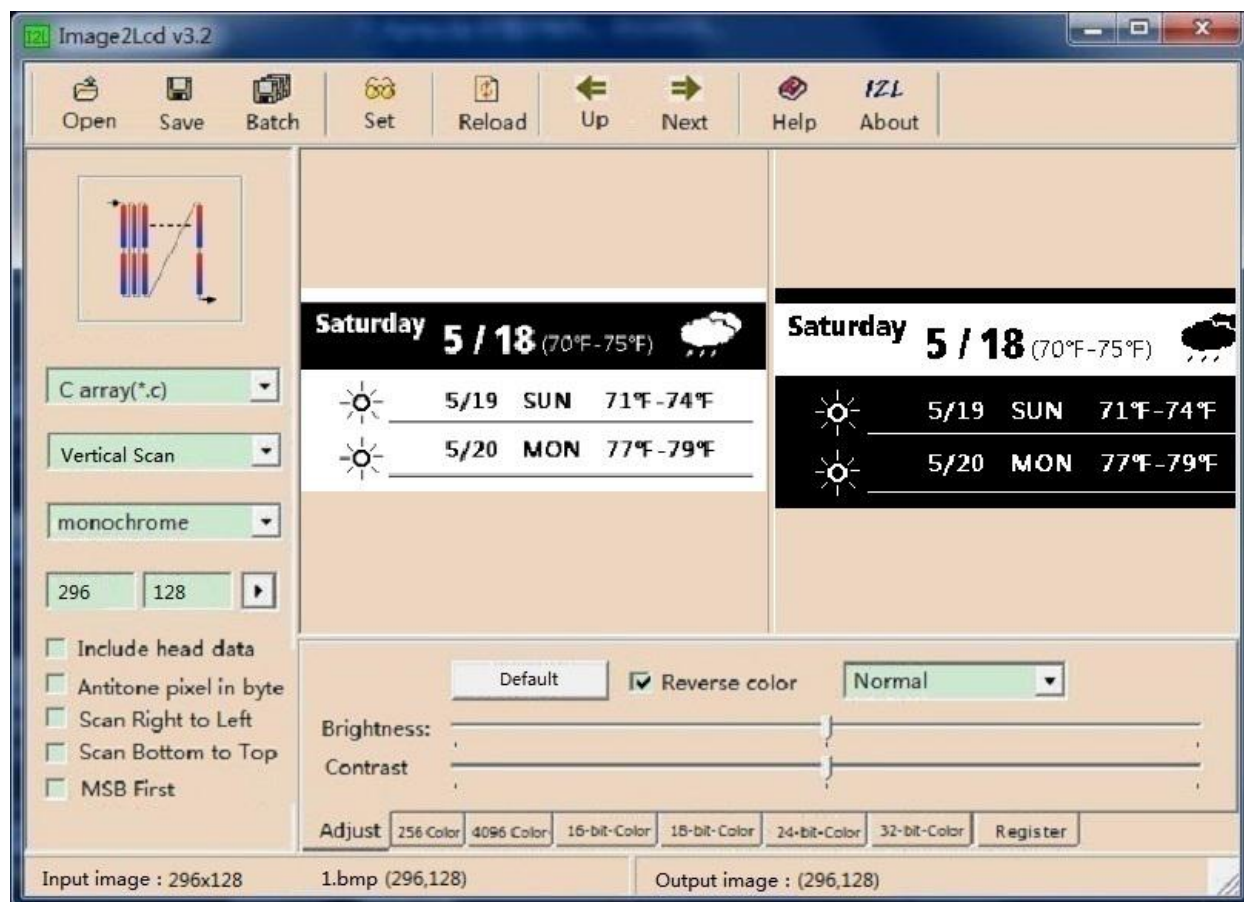 I2L Image2Lcd v3.2
Open Save Batch Set Reload Up Next Help About
I2L
C array(*.c)
Vertical Scan
monochrome
296 128
Include head data
Antitone pixel in byte
Scan Right to Left
Scan Bottom to Top
MSB First
Saturday 5 / 18 (70°F-75°F)
5/19 SUN 71°F-74°F
5/20 MON 77°F-79°F
Saturday 5 / 18 (70°F-75°F)
5/19 SUN 71°F-74°F
5/20 MON 77°F-79°F
Default Reverse color Normal
Brightness:
Contrast
Adjust 256 Color 4096 Color 16-bit-Color 18-bit-Color 24-bit-Color 32-bit-Color Register
Input image : 296x128 1.bmp (296,128) Output image : (296,128)